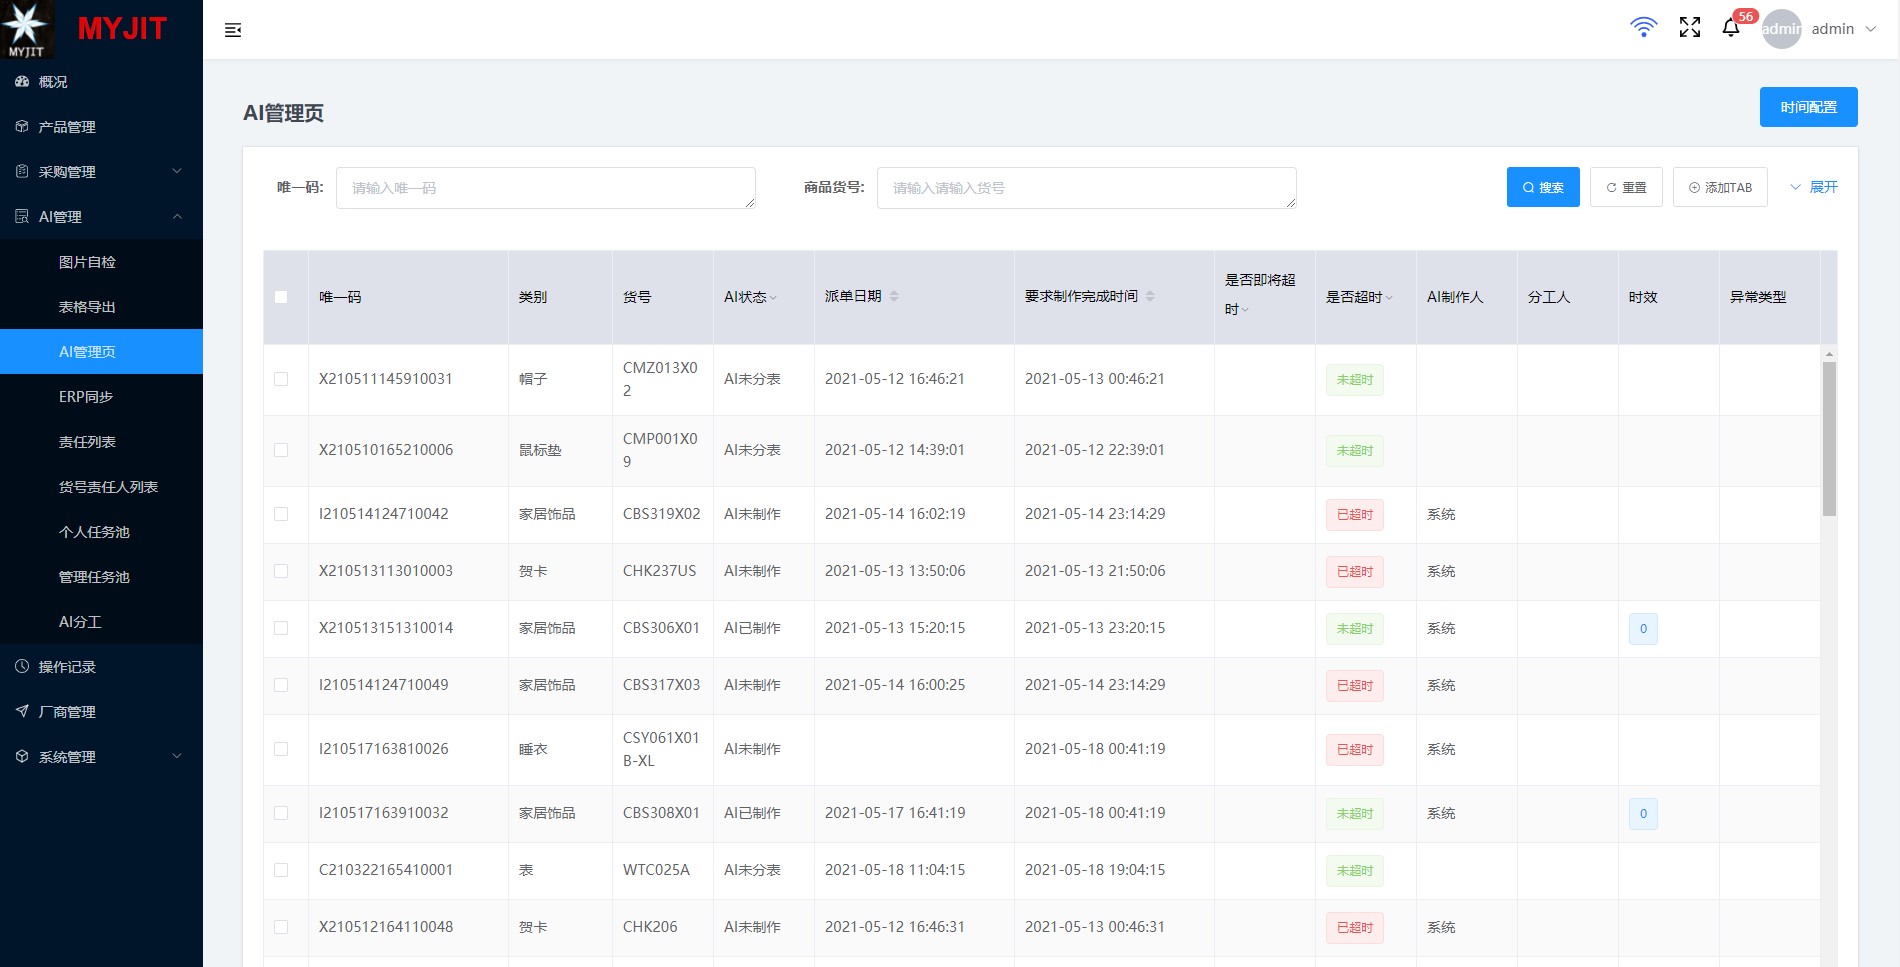 MYJIT
MYJIT
56
admin
admin
概况
产品管理
采购管理
AI管理
图片自检
表格导出
AI管理页
ERP同步
责任列表
货号责任人列表
个人任务池
管理任务池
AI分工
操作记录
厂商管理
系统管理
AI管理页
时间配置
唯一码: 请输入唯一码 商品货号: 请输入请输入货号 搜索 重置 添加TAB 展开
唯一码 类别 货号 AI状态 派单日期 要求制作完成时间 是否即将超时 是否超时 AI制作人 分工人 时效 异常类型
X210511145910031 帽子 CMZ013X02 AI未分表 2021-05-12 16:46:21 2021-05-13 00:46:21 未超时
X210510165210006 鼠标垫 CMP001X09 AI未分表 2021-05-12 14:39:01 2021-05-12 22:39:01 未超时
I210514124710042 家居饰品 CBS319X02 AI未制作 2021-05-14 16:02:19 2021-05-14 23:14:29 已超时 系统
X210513113010003 贺卡 CHK237US AI未制作 2021-05-13 13:50:06 2021-05-13 21:50:06 已超时 系统
X210513151310014 家居饰品 CBS306X01 AI已制作 2021-05-13 15:20:15 2021-05-13 23:20:15 未超时 系统 0
I210514124710049 家居饰品 CBS317X03 AI未制作 2021-05-14 16:00:25 2021-05-14 23:14:29 已超时 系统
I210517163810026 睡衣 CSY061X01B-XL AI未制作 2021-05-18 00:41:19 已超时 系统
I210517163910032 家居饰品 CBS308X01 AI已制作 2021-05-17 16:41:19 2021-05-18 00:41:19 未超时 系统 0
C210322165410001 表 WTC025A AI未分表 2021-05-18 11:04:15 2021-05-18 19:04:15 未超时
X210512164110048 贺卡 CHK206 AI未制作 2021-05-12 16:46:31 2021-05-13 00:46:31 已超时 系统